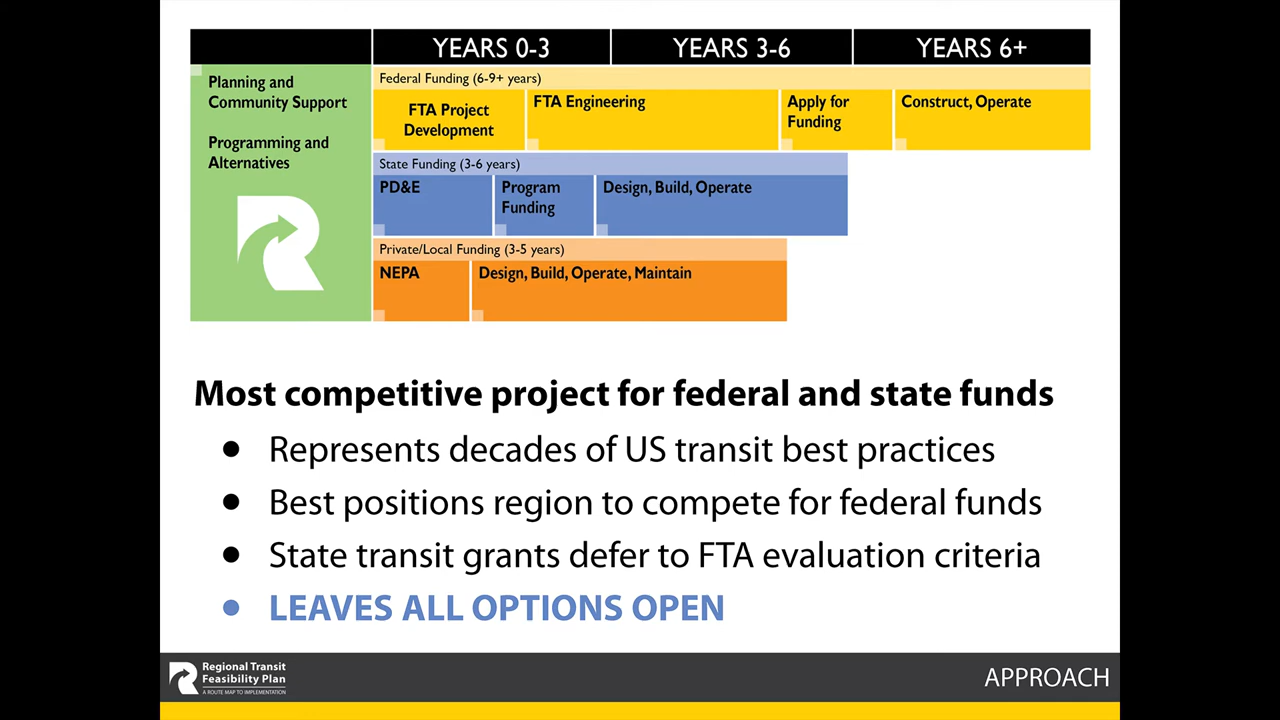 YEARS 0-3
YEARS 3-6
YEARS 6+
Planning and
Community Support
Programming and
Alternatives
Federal Funding (6-9+ years)
FTA Project
Development
FTA Engineering
Apply for
Funding
Construct, Operate
State Funding (3-6 years)
PD&E
Program
Funding
Design, Build, Operate
Private/Local Funding (3-5 years)
NEPA
Design, Build, Operate, Maintain
Most competitive project for federal and state funds
● Represents decades of US transit best practices
● Best positions region to compete for federal funds
● State transit grants defer to FTA evaluation criteria
● LEAVES ALL OPTIONS OPEN
Regional Transit
Feasibility Plan
A ROUTE MAP TO IMPLEMENTATION
APPROACH